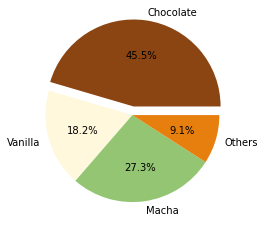 Chocolate
45.5%
Vanilla
18.2%
9.1%
Others
27.3%
Macha